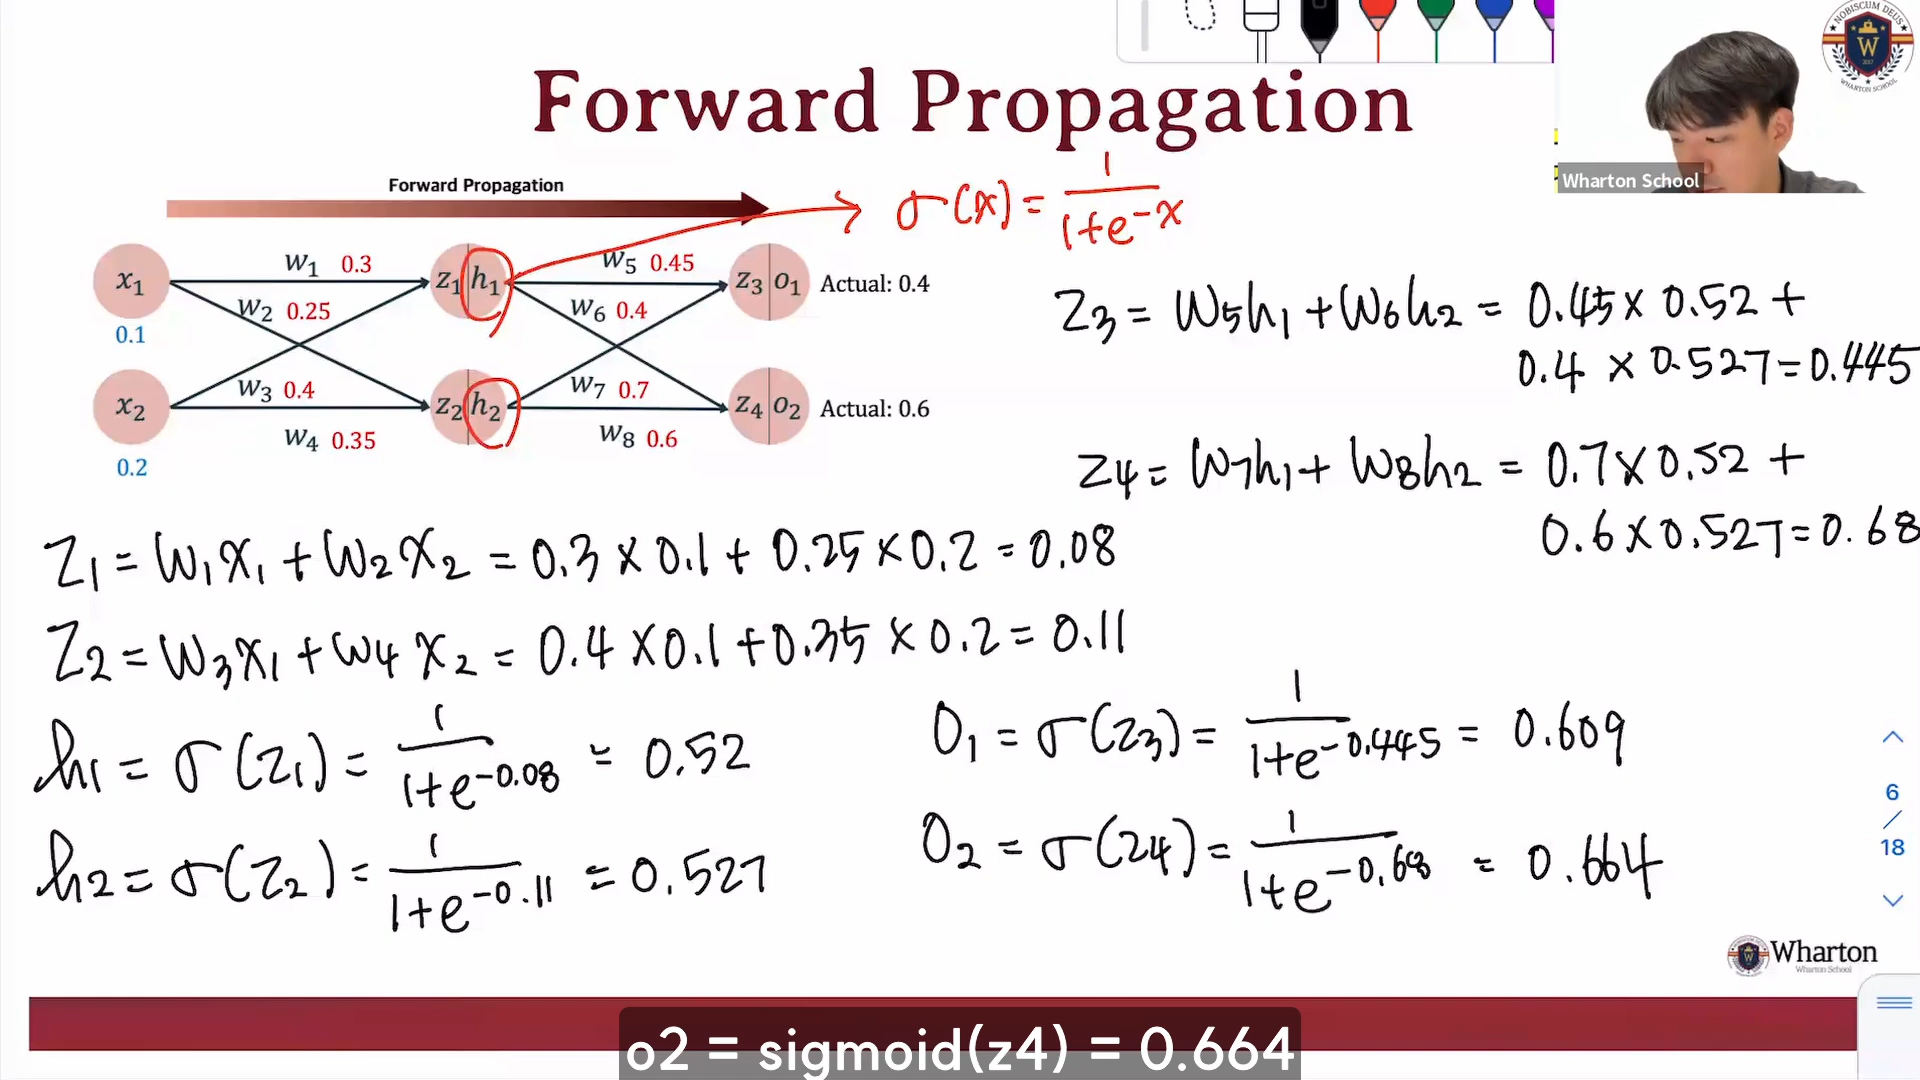 Forward Propagation
NOBISCUM DEUS
W
2017
WHARTON SCHOOL
Wharton School
Forward Propagation
σ(x) = 1/(1+e^-x)
x₁
0.1
w₁ 0.3
w₂ 0.25
z₁ h₁
w₅ 0.45
w₆ 0.4
z₃ o₁
Actual: 0.4
x₂
0.2
w₃ 0.4
w₄ 0.35
z₂ h₂
w₇ 0.7
w₈ 0.6
z₄ o₂
Actual: 0.6
Z₃ = W₅h₁ + W₆h₂ = 0.45 × 0.52 +
0.4 × 0.527 = 0.445
Z₄ = W₇h₁ + W₈h₂ = 0.7 × 0.52 +
0.6 × 0.527 = 0.68
Z₁ = W₁X₁ + W₂X₂ = 0.3 × 0.1 + 0.25 × 0.2 = 0.08
Z₂ = W₃X₁ + W₄X₂ = 0.4 × 0.1 + 0.35 × 0.2 = 0.11
h₁ = σ(Z₁) = 1/(1+e^-0.08) = 0.52
h₂ = σ(Z₂) = 1/(1+e^-0.11) = 0.527
O₁ = σ(Z₃) = 1/(1+e^-0.445) = 0.609
O₂ = σ(Z₄) = 1/(1+e^-0.68) = 0.664
6
/
18
Wharton
Wharton School
o2 = sigmoid(z4) = 0.664